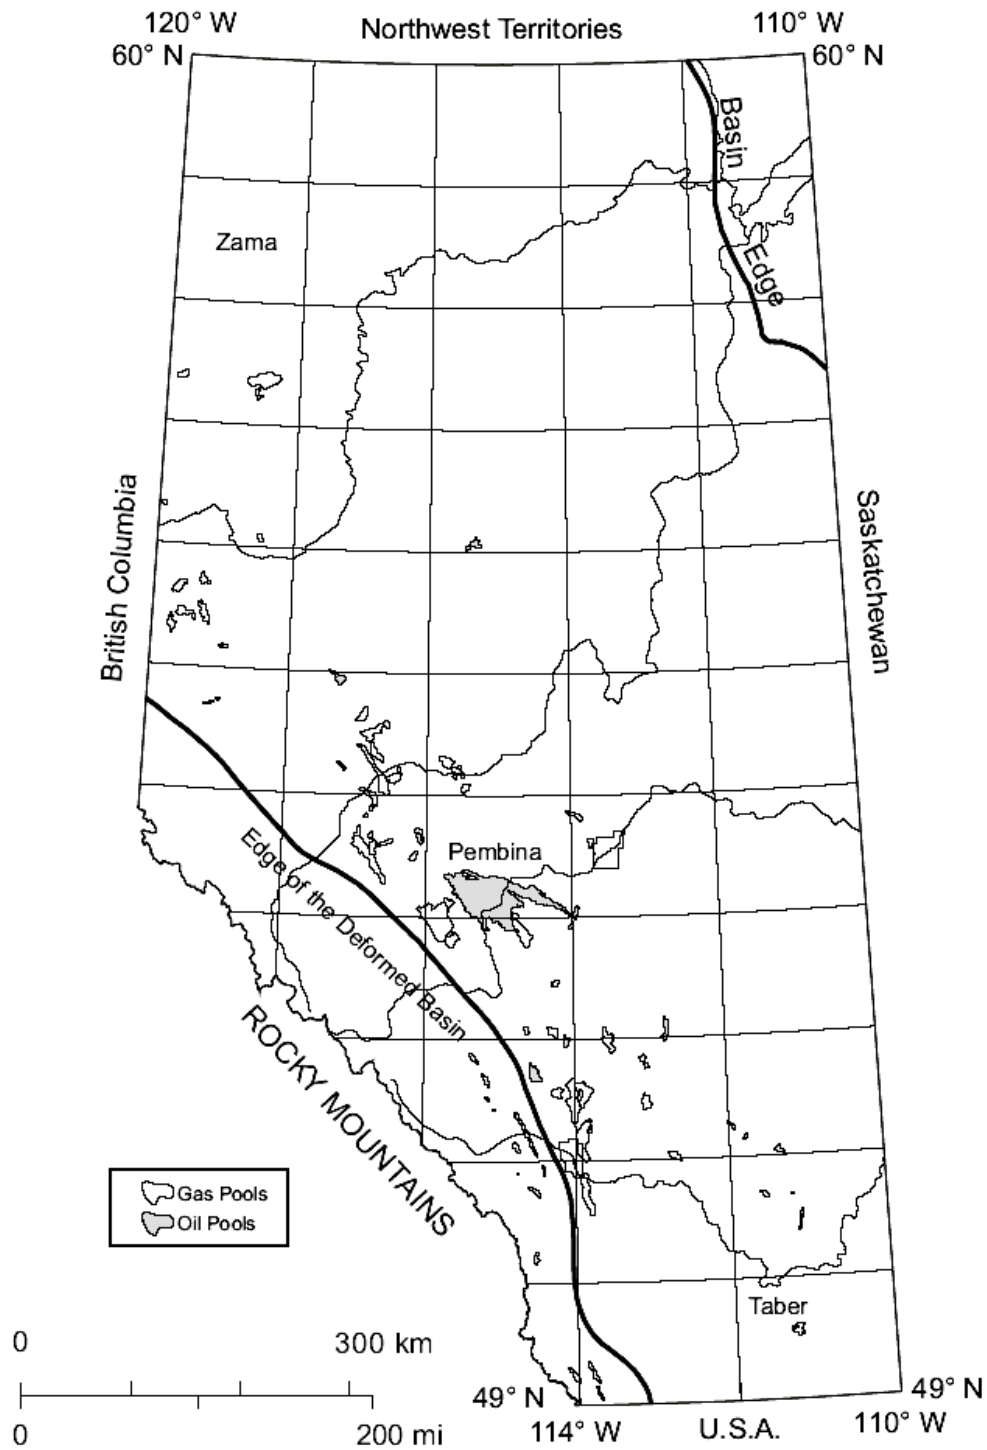 120° W
Northwest Territories
110° W
60° N
60° N
Basin
Edge
Zama
British Columbia
Saskatchewan
Pembina
Edge of the Deformed Basin
ROCKY MOUNTAINS
Gas Pools
Oil Pools
Taber
0
300 km
0
200 mi
49° N
114° W
U.S.A.
49° N
110° W